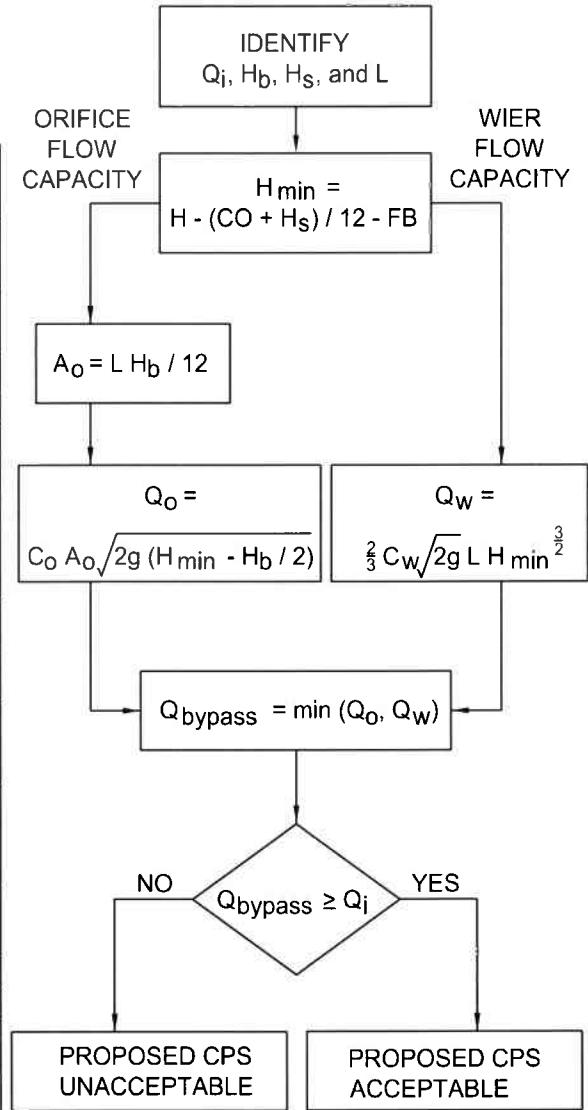 IDENTIFY
Qi, Hb, Hs, and L
ORIFICE
FLOW
CAPACITY
WIER
FLOW
CAPACITY
Hmin =
H - (CO + Hs) / 12 - FB
Ao = L Hb / 12
Qo =
Co Ao√2g (Hmin - Hb / 2)
Qw =
2/3 Cw√2g L Hmin 3/2
Qbypass = min (Qo, Qw)
NO
Qbypass ≥ Qi
YES
PROPOSED CPS
UNACCEPTABLE
PROPOSED CPS
ACCEPTABLE